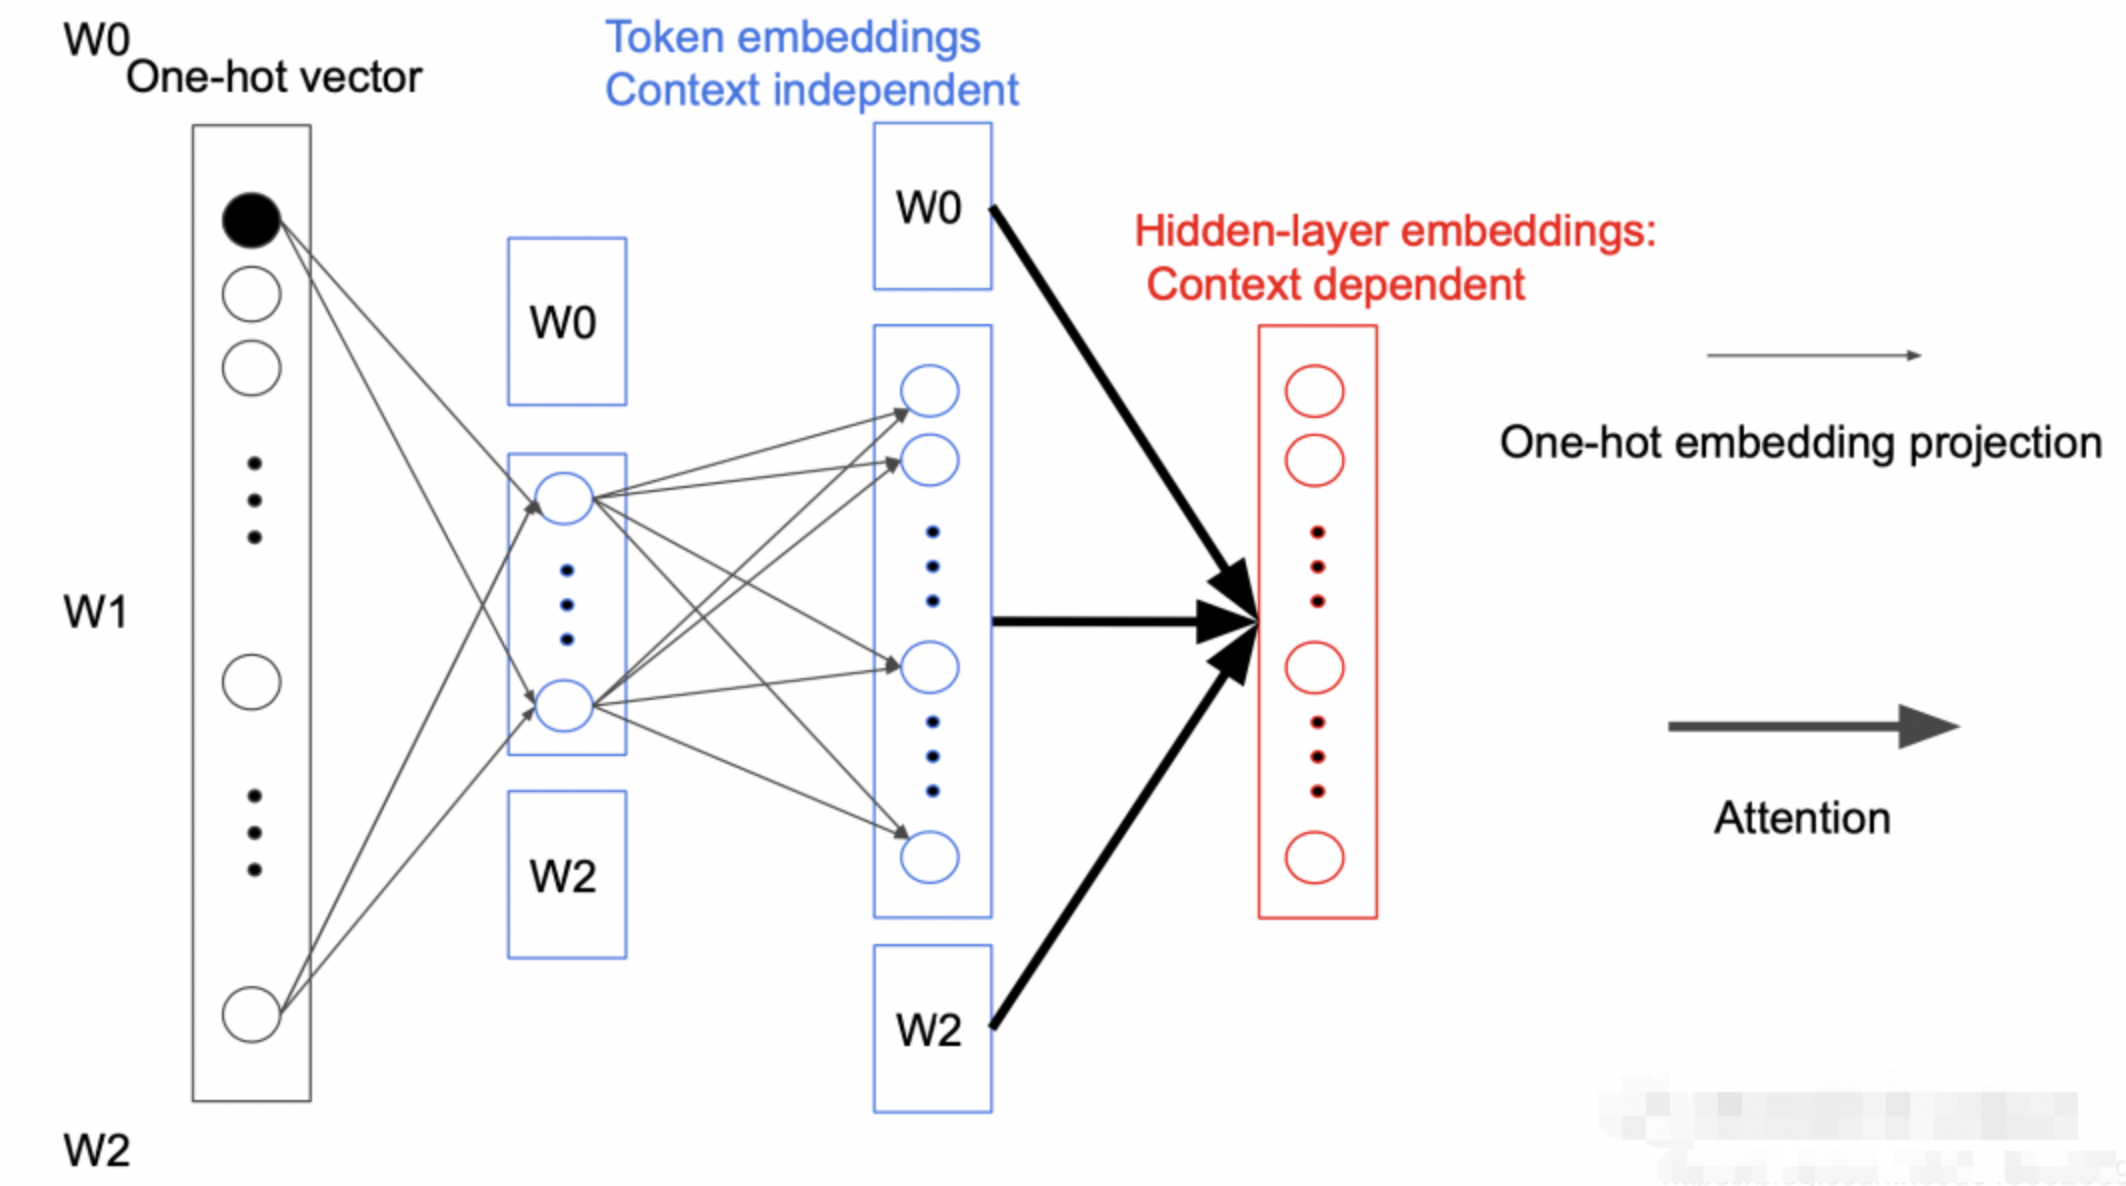 W0
One-hot vector
Token embeddings
Context independent
W0
Hidden-layer embeddings:
Context dependent
W0
One-hot embedding projection
W1
Attention
W2
W2
W2